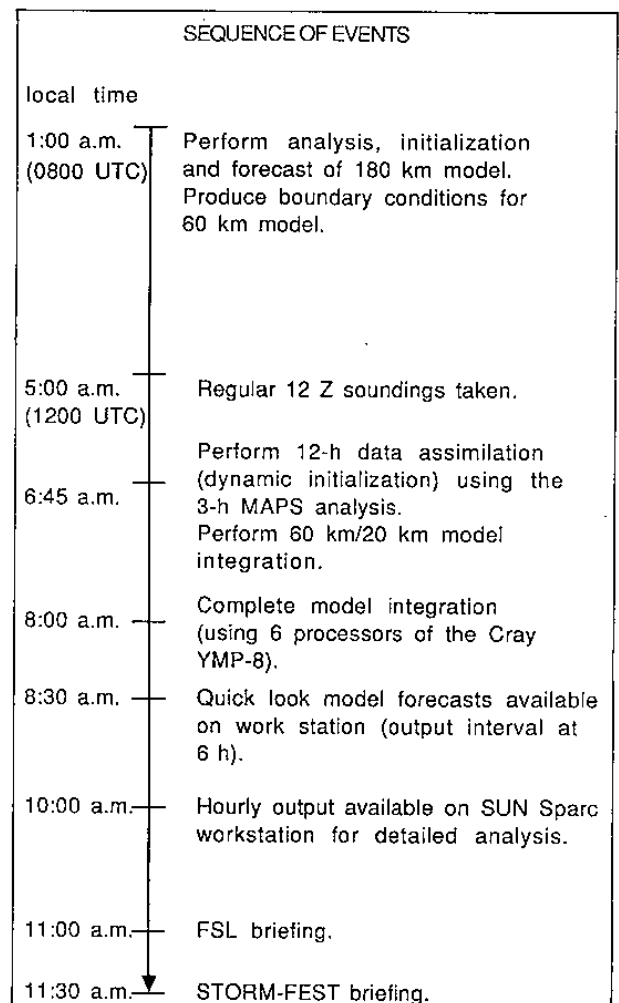 SEQUENCE OF EVENTS
local time
1:00 a.m.
(0800 UTC)
Perform analysis, initialization
and forecast of 180 km model.
Produce boundary conditions for
60 km model.
5:00 a.m.
(1200 UTC)
Regular 12 Z soundings taken.
6:45 a.m.
Perform 12-h data assimilation
(dynamic initialization) using the
3-h MAPS analysis.
Perform 60 km/20 km model
integration.
8:00 a.m.
Complete model integration
(using 6 processors of the Cray
YMP-8).
8:30 a.m.
Quick look model forecasts available
on work station (output interval at
6 h).
10:00 a.m.
Hourly output available on SUN Sparc
workstation for detailed analysis.
11:00 a.m.
FSL briefing.
11:30 a.m.
STORM-FEST briefing.